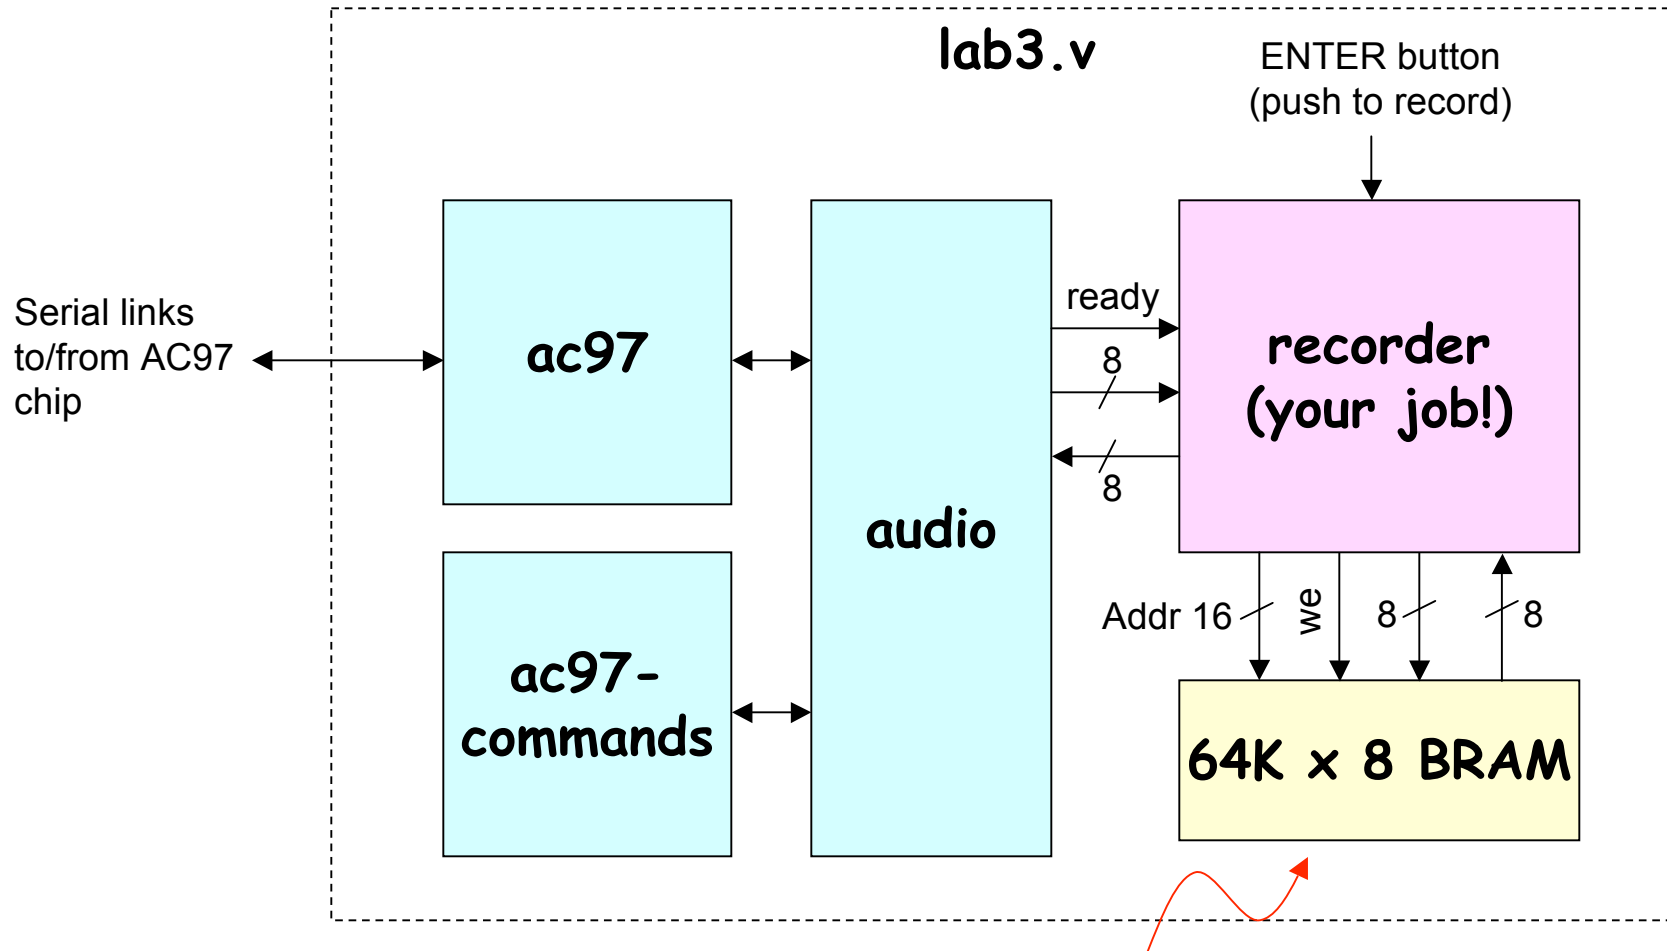 lab3.v
ENTER button
(push to record)
Serial links
to/from AC97
chip
ac97
ready
8
8
recorder
(your job!)
audio
ac97-
commands
Addr 16
we
8
8
64K x 8 BRAM